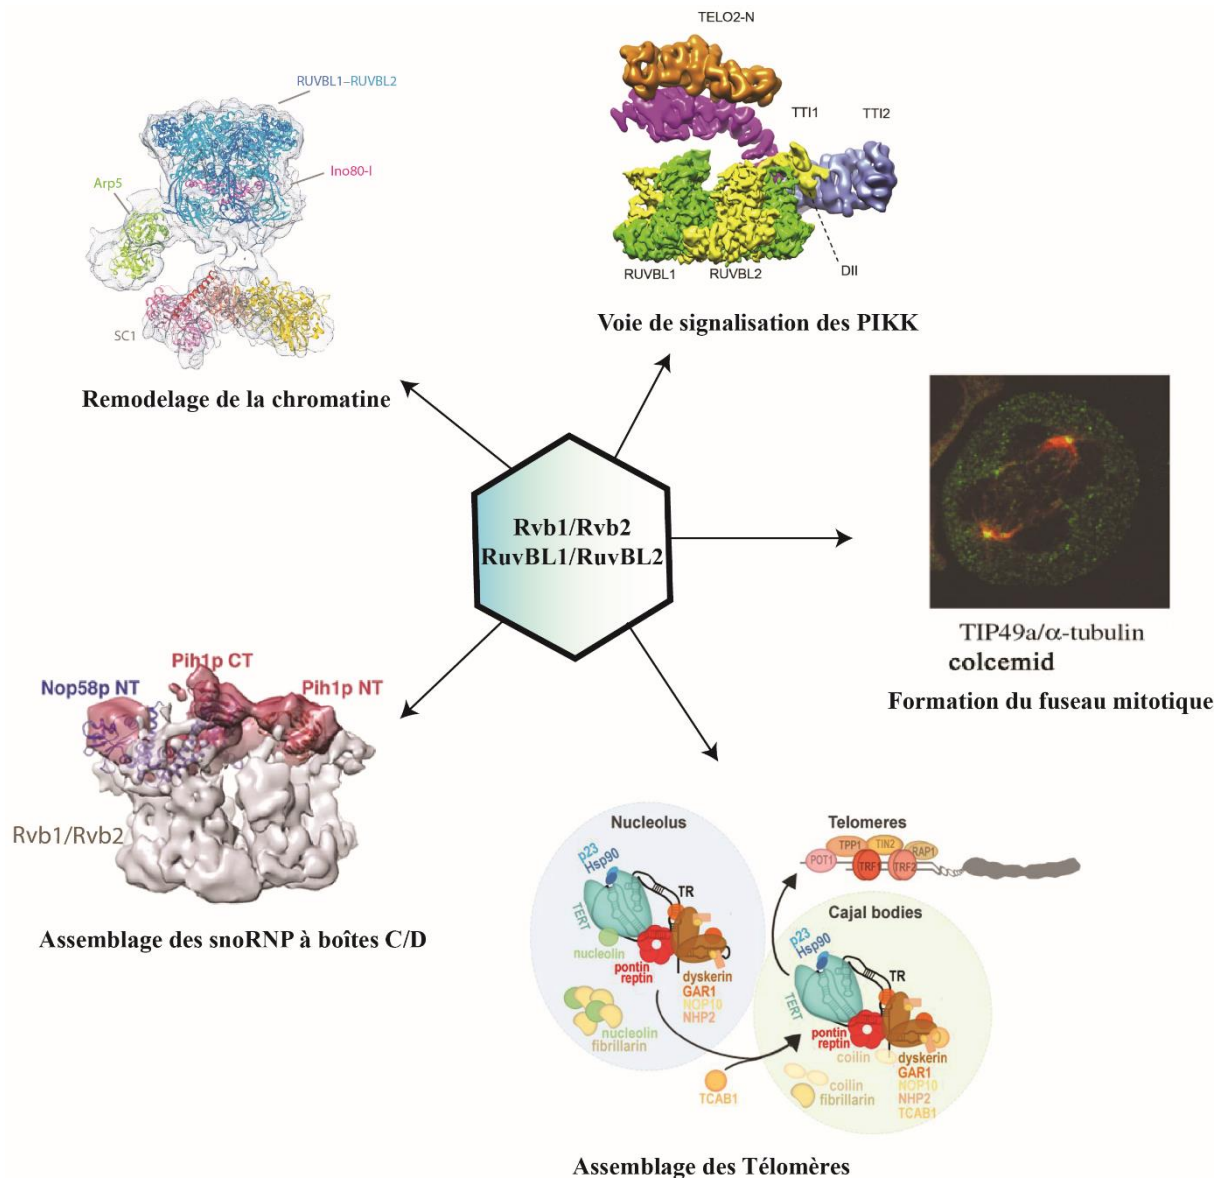 TELO2-N
RUVBL1–RUVBL2
TTI1
TTI2
Ino80-I
Arp5
RUVBL1
RUVBL2
DII
SC1
Voie de signalisation des PIKK
Remodelage de la chromatine
Rvb1/Rvb2
RuvBL1/RuvBL2
TIP49a/α-tubulin
colcemid
Formation du fuseau mitotique
Pih1p CT
Nop58p NT
Pih1p NT
Rvb1/Rvb2
Assemblage des snoRNP à boîtes C/D
Nucleolus
p23
Hsp90
TR
TERT
nucleolin
pontin
reptin
dyskerin
GAR1
NOP10
NHP2
nucleolin
fibrillarin
TCAB1
Telomeres
POT1
TPP1
TIN2
RAP1
TRF1
TRF2
Cajal bodies
p23
Hsp90
TR
TERT
pontin
reptin
coilin
dyskerin
GAR1
NOP10
NHP2
TCAB1
coilin
fibrillarin
Assemblage des Télomères